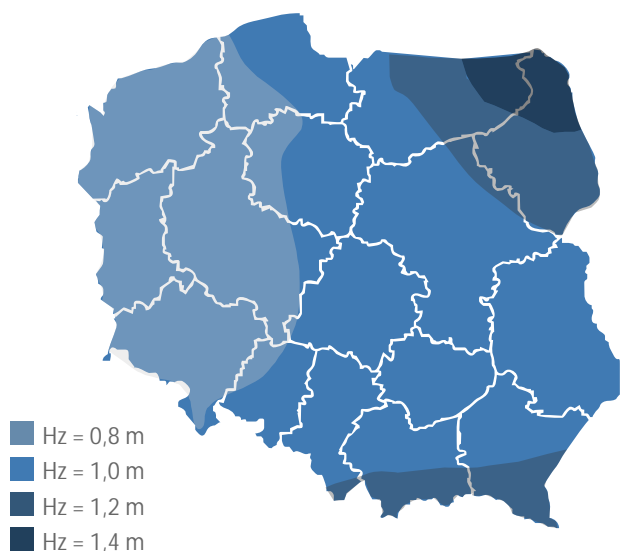 Hz = 0,8 m
Hz = 1,0 m
Hz = 1,2 m
Hz = 1,4 m